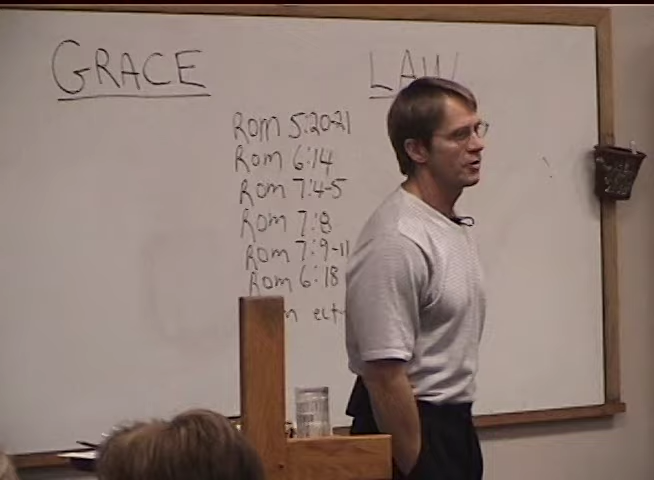 GRACE LAW
Rom 5:20-21
Rom 6:14
Rom 7:4-5
Rom 7:8
Rom 7:9-11
Rom 6:18
ect